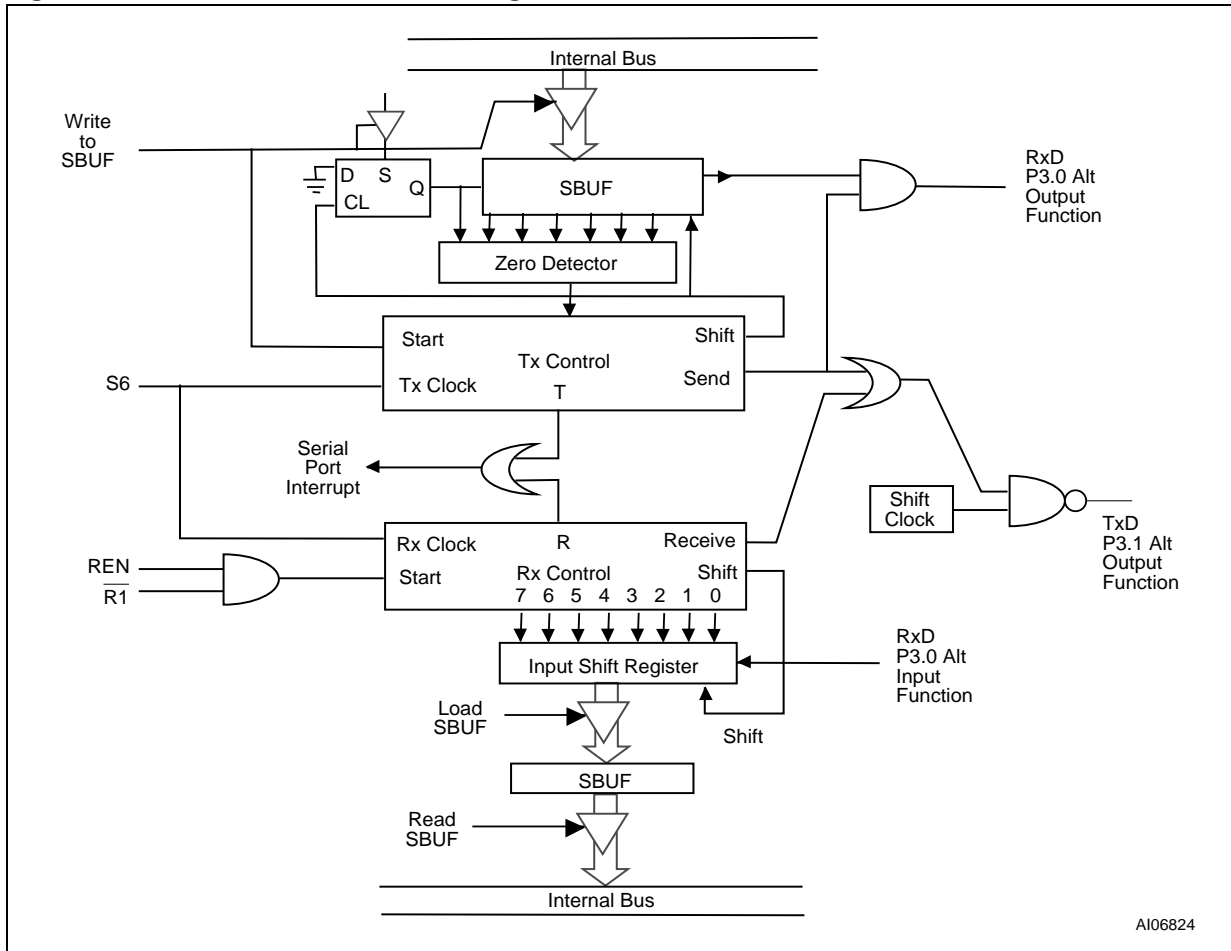 Internal Bus
Write
to
SBUF
D S
Q
CL
SBUF
RxD
P3.0 Alt
Output
Function
Zero Detector
Start
Shift
Tx Control
S6
Tx Clock
Send
T
Serial
Port
Interrupt
Shift
Clock
TxD
P3.1 Alt
Output
Function
Rx Clock
R
Receive
REN
R1
Start
Rx Control
Shift
7 6 5 4 3 2 1 0
Input Shift Register
RxD
P3.0 Alt
Input
Function
Load
SBUF
Shift
SBUF
Read
SBUF
Internal Bus
AI06824